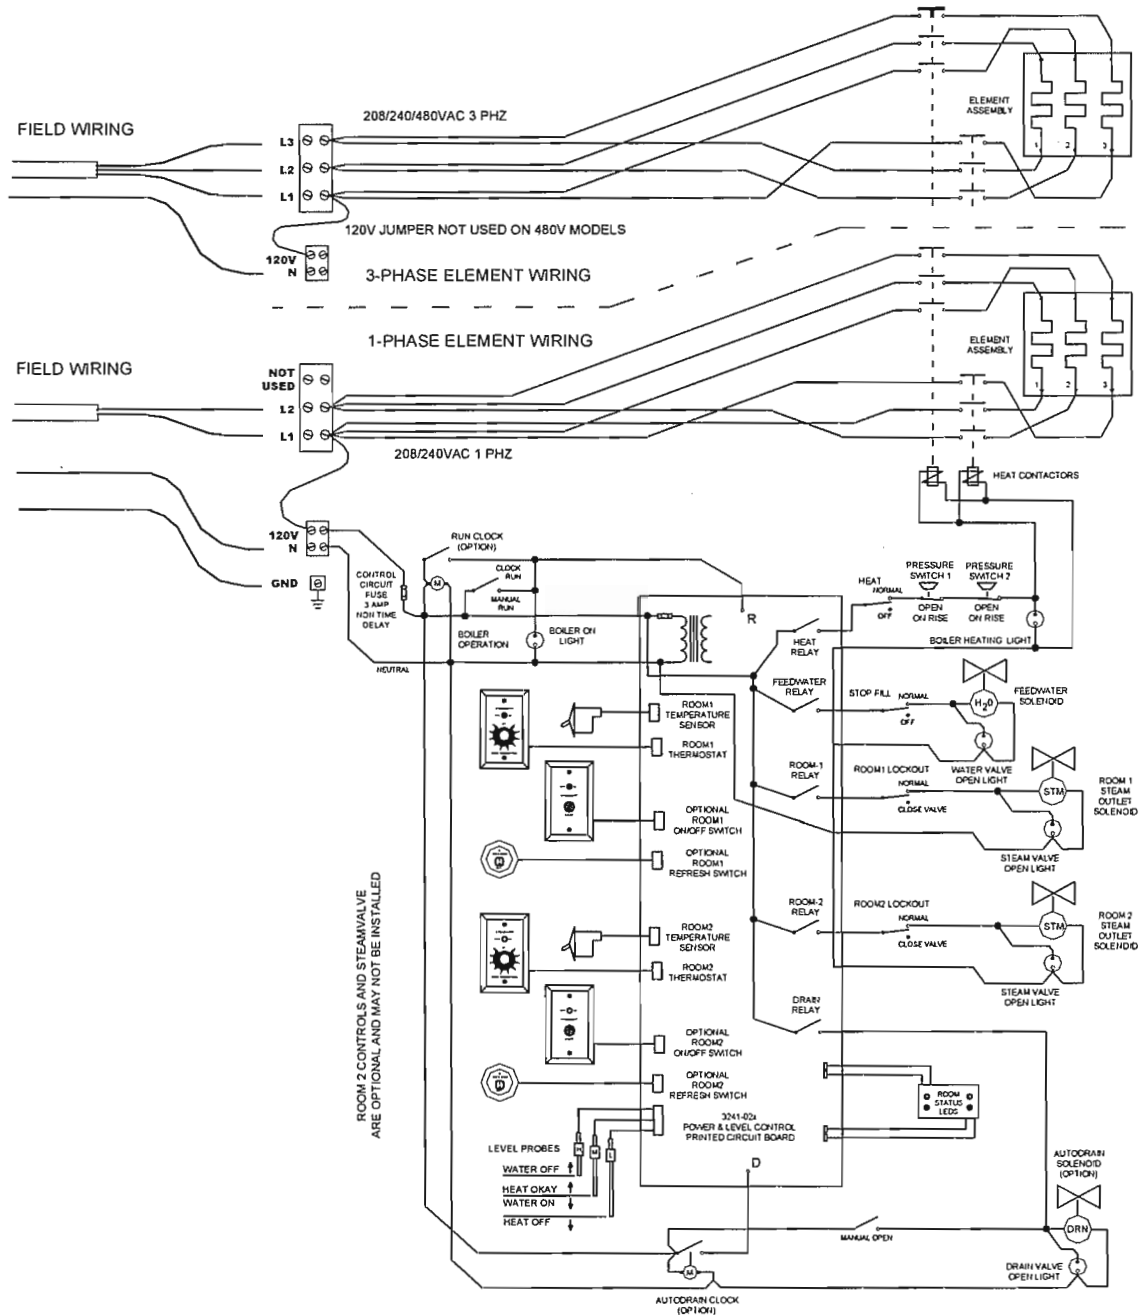 208/240/480VAC 3 PHZ
FIELD WIRING
L3
L2
L1
ELEMENT
ASSEMBLY
1 2 3
120V JUMPER NOT USED ON 480V MODELS
120V
N
3-PHASE ELEMENT WIRING
1-PHASE ELEMENT WIRING
FIELD WIRING
NOT
USED
L2
L1
ELEMENT
ASSEMBLY
1 2 3
208/240VAC 1 PHZ
HEAT CONTACTORS
120V
N
GND
RUN CLOCK
(OPTION)
M
CLOCK
RUN
MANUAL
RUN
CONTROL
CIRCUIT
FUSE
3 AMP
NON TIME
DELAY
BOILER
OPERATION
BOILER ON
LIGHT
NEUTRAL
R
HEAT
RELAY
HEAT
NORMAL
OFF
PRESSURE
SWITCH 1
PRESSURE
SWITCH 2
OPEN
ON RISE
OPEN
ON RISE
BOILER HEATING LIGHT
FEEDWATER
RELAY
STOP FILL
NORMAL
OFF
H2O
FEEDWATER
SOLENOID
WATER VALVE
OPEN LIGHT
ROOM1
TEMPERATURE
SENSOR
ROOM1
THERMOSTAT
OPTIONAL
ROOM1
ON/OFF SWITCH
OPTIONAL
ROOM1
REFRESH SWITCH
ROOM-1
RELAY
ROOM1 LOCKOUT
NORMAL
CLOSE VALVE
STM
ROOM 1
STEAM
OUTLET
SOLENOID
STEAM VALVE
OPEN LIGHT
ROOM 2 CONTROLS AND STEAMVALVE
ARE OPTIONAL AND MAY NOT BE INSTALLED
ROOM2
TEMPERATURE
SENSOR
ROOM2
THERMOSTAT
OPTIONAL
ROOM2
ON/OFF SWITCH
OPTIONAL
ROOM2
REFRESH SWITCH
ROOM-2
RELAY
ROOM2 LOCKOUT
NORMAL
CLOSE VALVE
STM
ROOM 2
STEAM
OUTLET
SOLENOID
STEAM VALVE
OPEN LIGHT
DRAIN
RELAY
ROOM
STATUS
LEDS
3241-02x
POWER & LEVEL CONTROL
PRINTED CIRCUIT BOARD
LEVEL PROBES
H M L
WATER OFF
HEAT OKAY
WATER ON
HEAT OFF
D
MANUAL OPEN
AUTODRAIN
SOLENOID
(OPTION)
DRN
DRAIN VALVE
OPEN LIGHT
M
AUTODRAIN CLOCK
(OPTION)